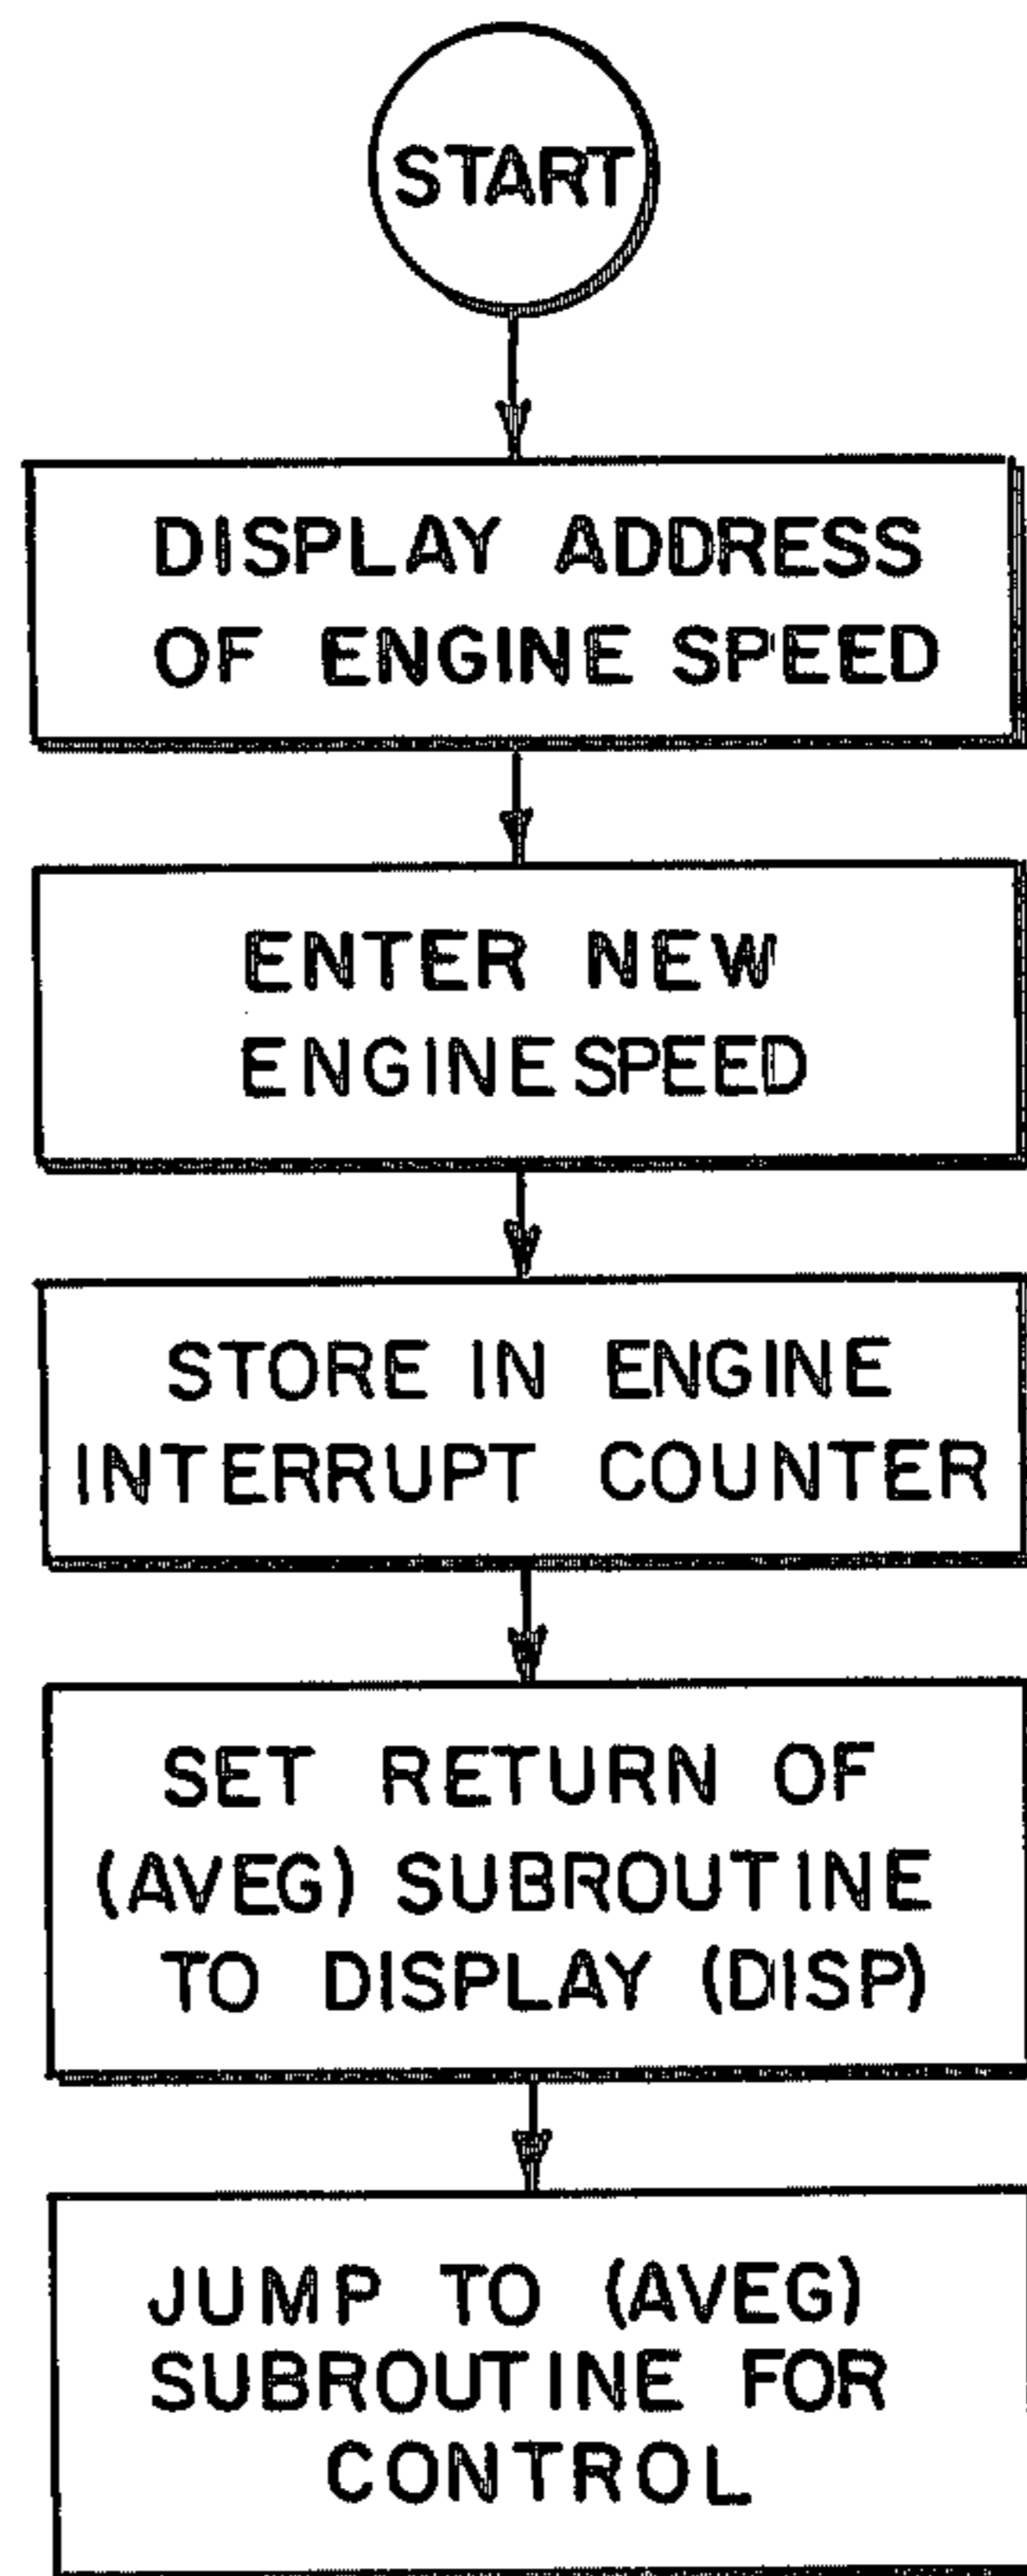 START
DISPLAY ADDRESS
OF ENGINE SPEED
ENTER NEW
ENGINE SPEED
STORE IN ENGINE
INTERRUPT COUNTER
SET RETURN OF
(AVEG) SUBROUTINE
TO DISPLAY (DISP)
JUMP TO (AVEG)
SUBROUTINE FOR
CONTROL